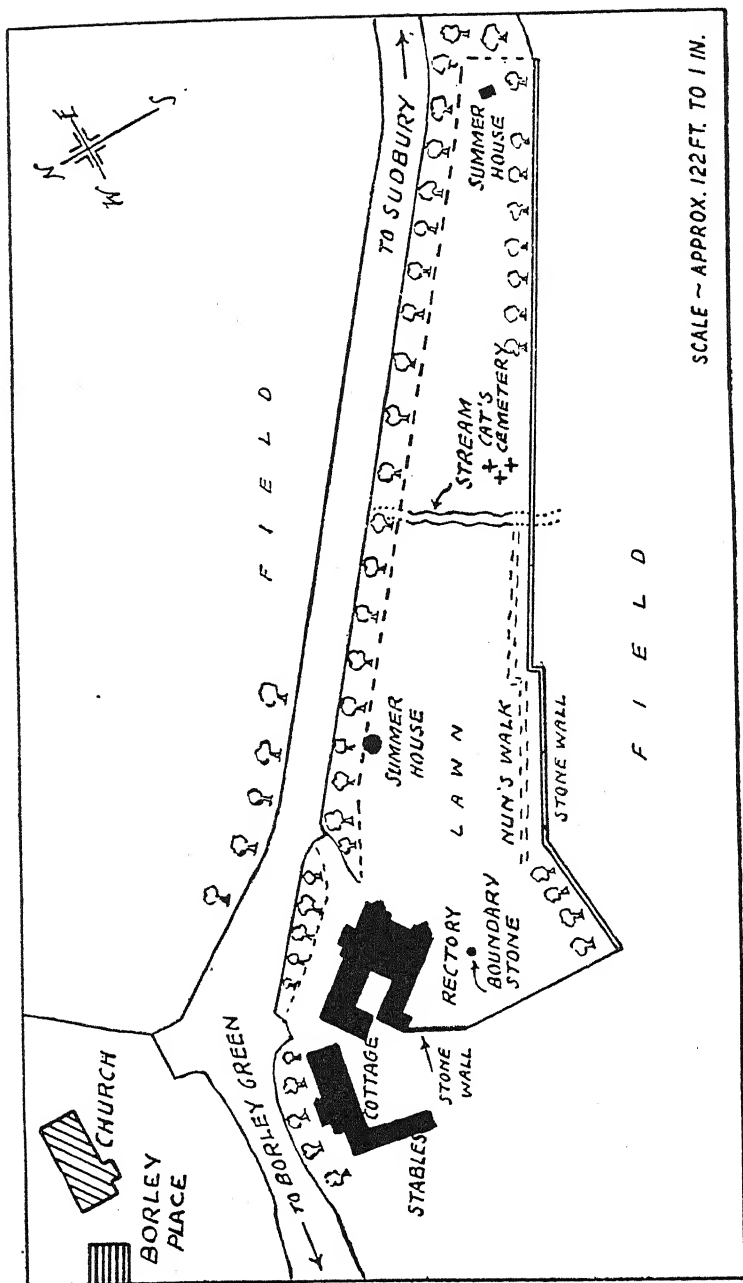 N
E
W
S
CHURCH
BORLEY
PLACE
FIELD
TO BORLEY GREEN
TO SUDBURY
COTTAGE
STABLES
STONE
WALL
RECTORY
BOUNDARY
STONE
SUMMER
HOUSE
LAWN
NUN'S WALK
STONE WALL
STREAM
CAT'S
CEMETERY
SUMMER
HOUSE
FIELD
SCALE ~ APPROX. 122 FT. TO 1 IN.